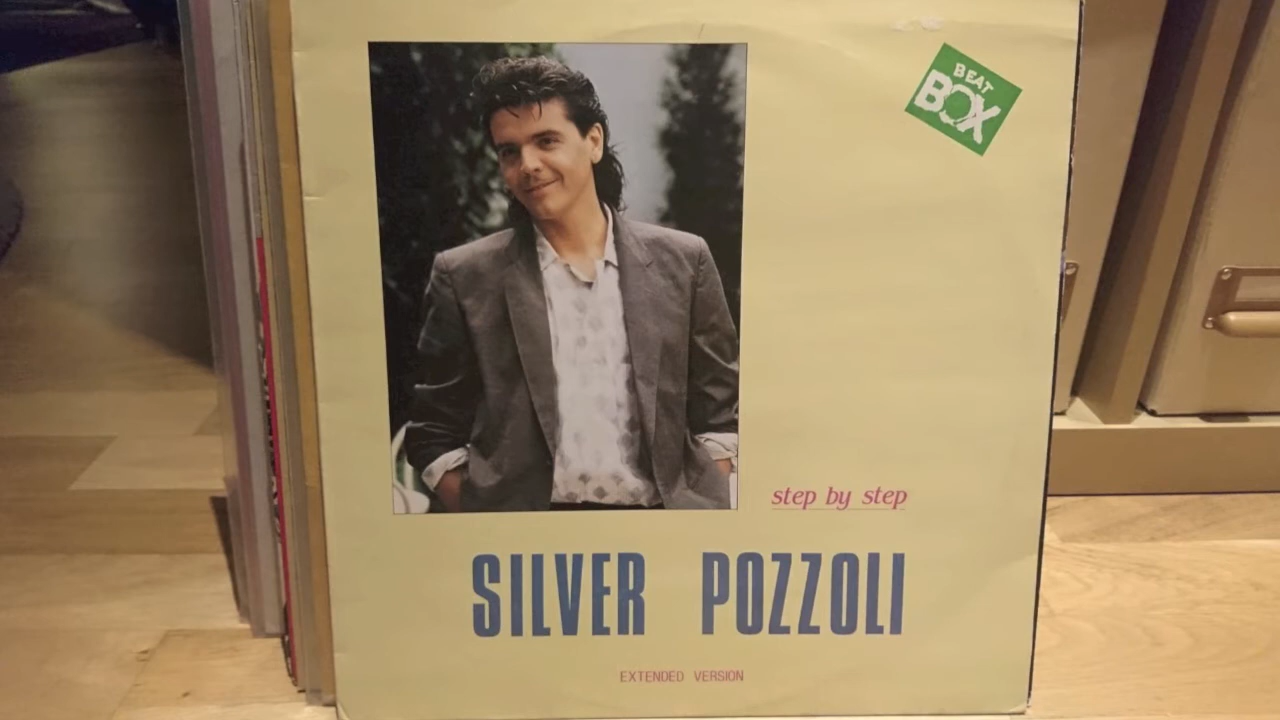 BEAT
BOX
step by step
SILVER POZZOLI
EXTENDED VERSION